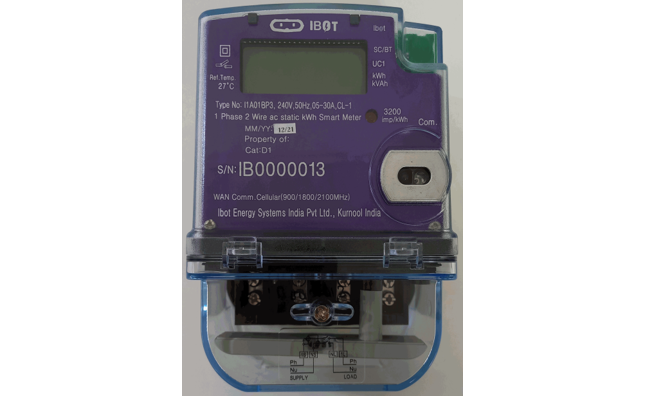 IBOT
Ibot
SC/BT
UC1
kWh
kVAh
Ref.Temp.
27°C
Type No: I1A01BP3, 240V,50Hz,05-30A,CL-1
1 Phase 2 Wire ac static kWh Smart Meter
3200
imp/kWh
MM/YY: 12/21
Com.
Property of:
Cat:D1
S/N: IB0000013
WAN Comm.Cellular(900/1800/2100MHz)
Ibot Energy Systems India Pvt Ltd., Kurnool India
Ph Ph
Nu Nu
SUPPLY LOAD